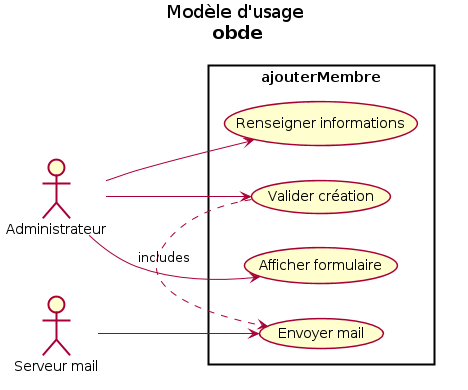 Modèle d'usage
obde
ajouterMembre
Renseigner informations
Valider création
Administrateur
includes
Afficher formulaire
Envoyer mail
Serveur mail